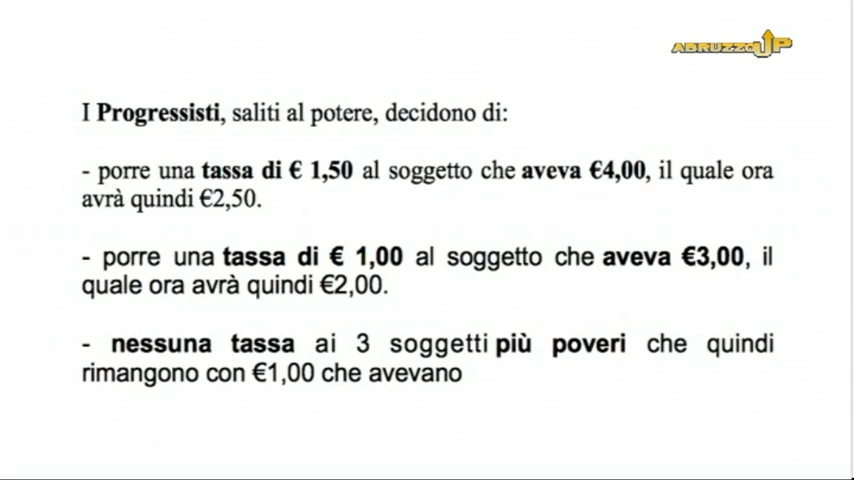 ABRUZZOUP
I Progressisti, saliti al potere, decidono di:
- porre una tassa di € 1,50 al soggetto che aveva €4,00, il quale ora
avrà quindi €2,50.
- porre una tassa di € 1,00 al soggetto che aveva €3,00, il
quale ora avrà quindi €2,00.
- nessuna tassa ai 3 soggetti più poveri che quindi
rimangono con €1,00 che avevano